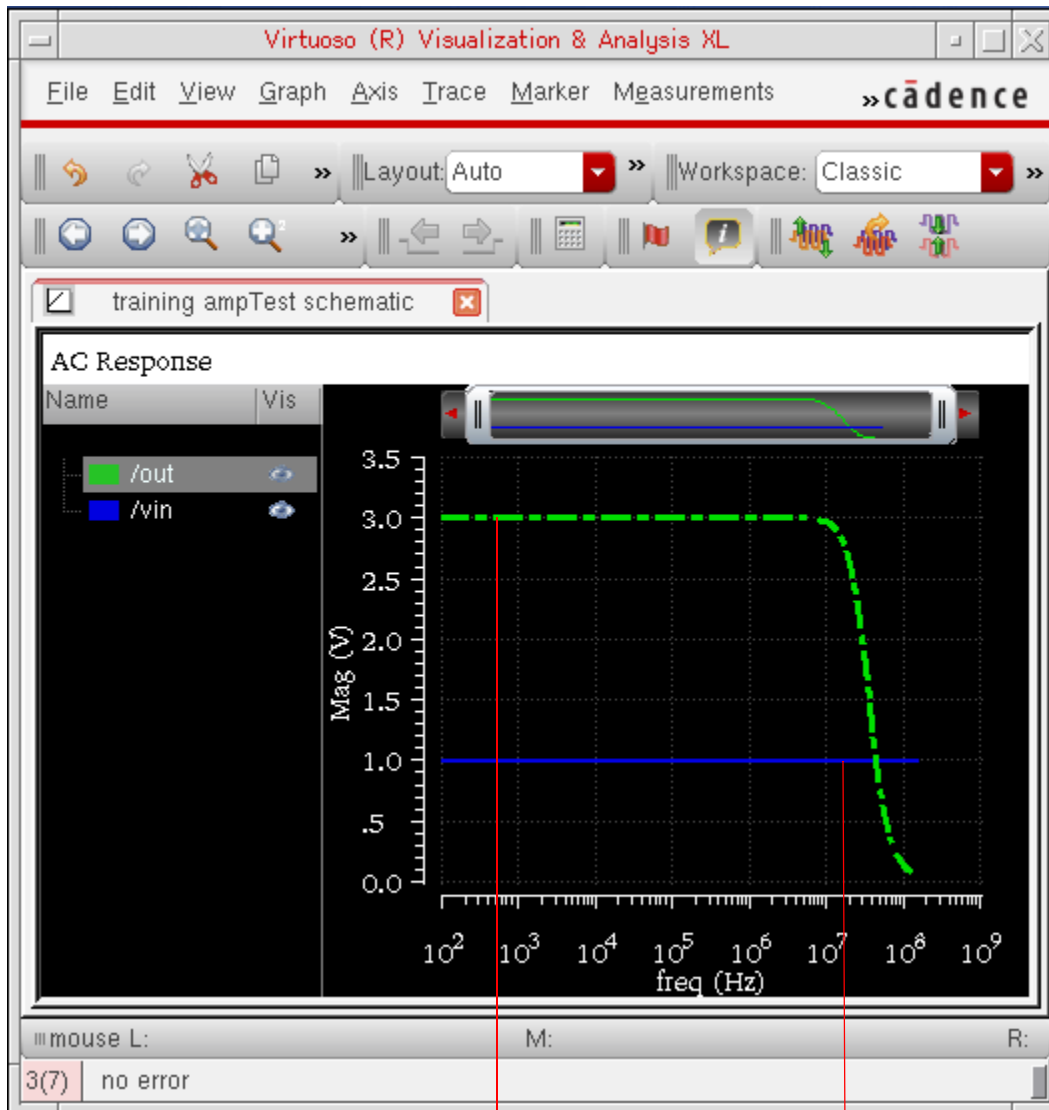 Virtuoso (R) Visualization & Analysis XL
File Edit View Graph Axis Trace Marker Measurements » cādence
» Layout: Auto » Workspace: Classic »
»
training ampTest schematic
AC Response
Name Vis
/out
/vin
3.5
3.0
2.5
2.0
1.5
1.0
.5
0.0
Mag (V)
10² 10³ 10⁴ 10⁵ 10⁶ 10⁷ 10⁸ 10⁹
freq (Hz)
mouse L: M: R:
3(7) no error